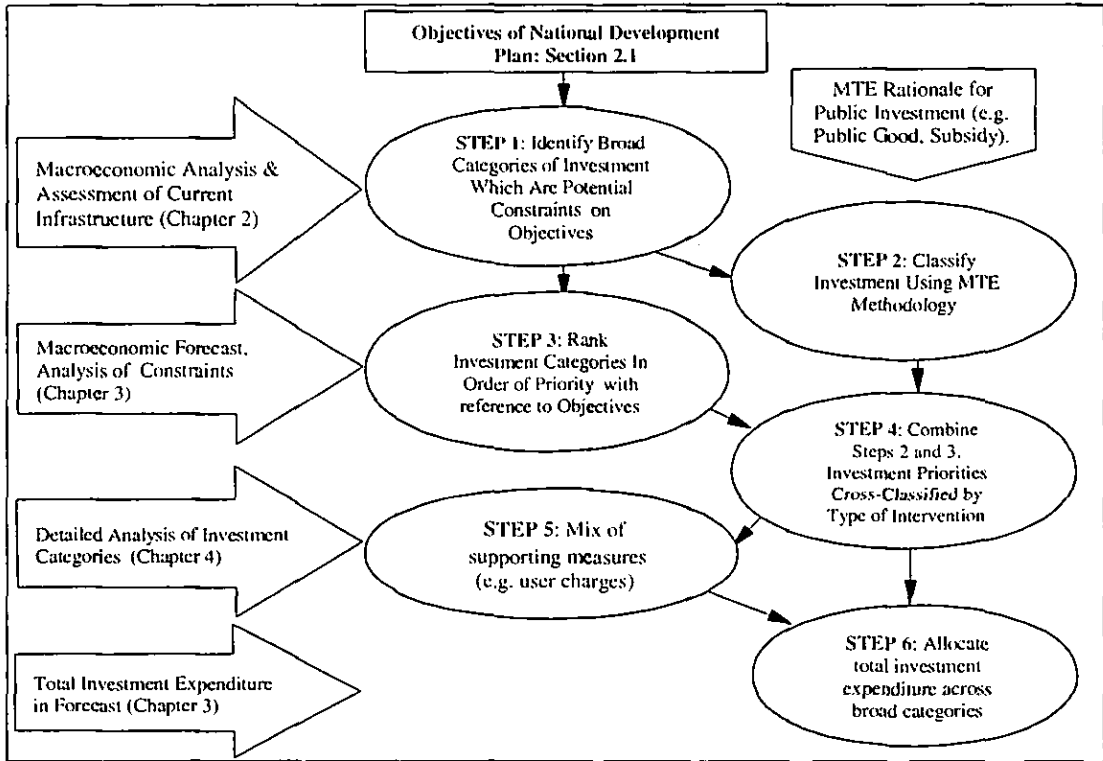 Objectives of National Development
Plan: Section 2.1
MTE Rationale for
Public Investment (e.g.
Public Good, Subsidy).
Macroeconomic Analysis &
Assessment of Current
Infrastructure (Chapter 2)
STEP 1: Identify Broad
Categories of Investment
Which Are Potential
Constraints on
Objectives
STEP 2: Classify
Investment Using MTE
Methodology
Macroeconomic Forecast,
Analysis of Constraints
(Chapter 3)
STEP 3: Rank
Investment Categories In
Order of Priority with
reference to Objectives
STEP 4: Combine
Steps 2 and 3.
Investment Priorities
Cross-Classified by
Type of Intervention
Detailed Analysis of Investment
Categories (Chapter 4)
STEP 5: Mix of
supporting measures
(e.g. user charges)
Total Investment Expenditure
in Forecast (Chapter 3)
STEP 6: Allocate
total investment
expenditure across
broad categories